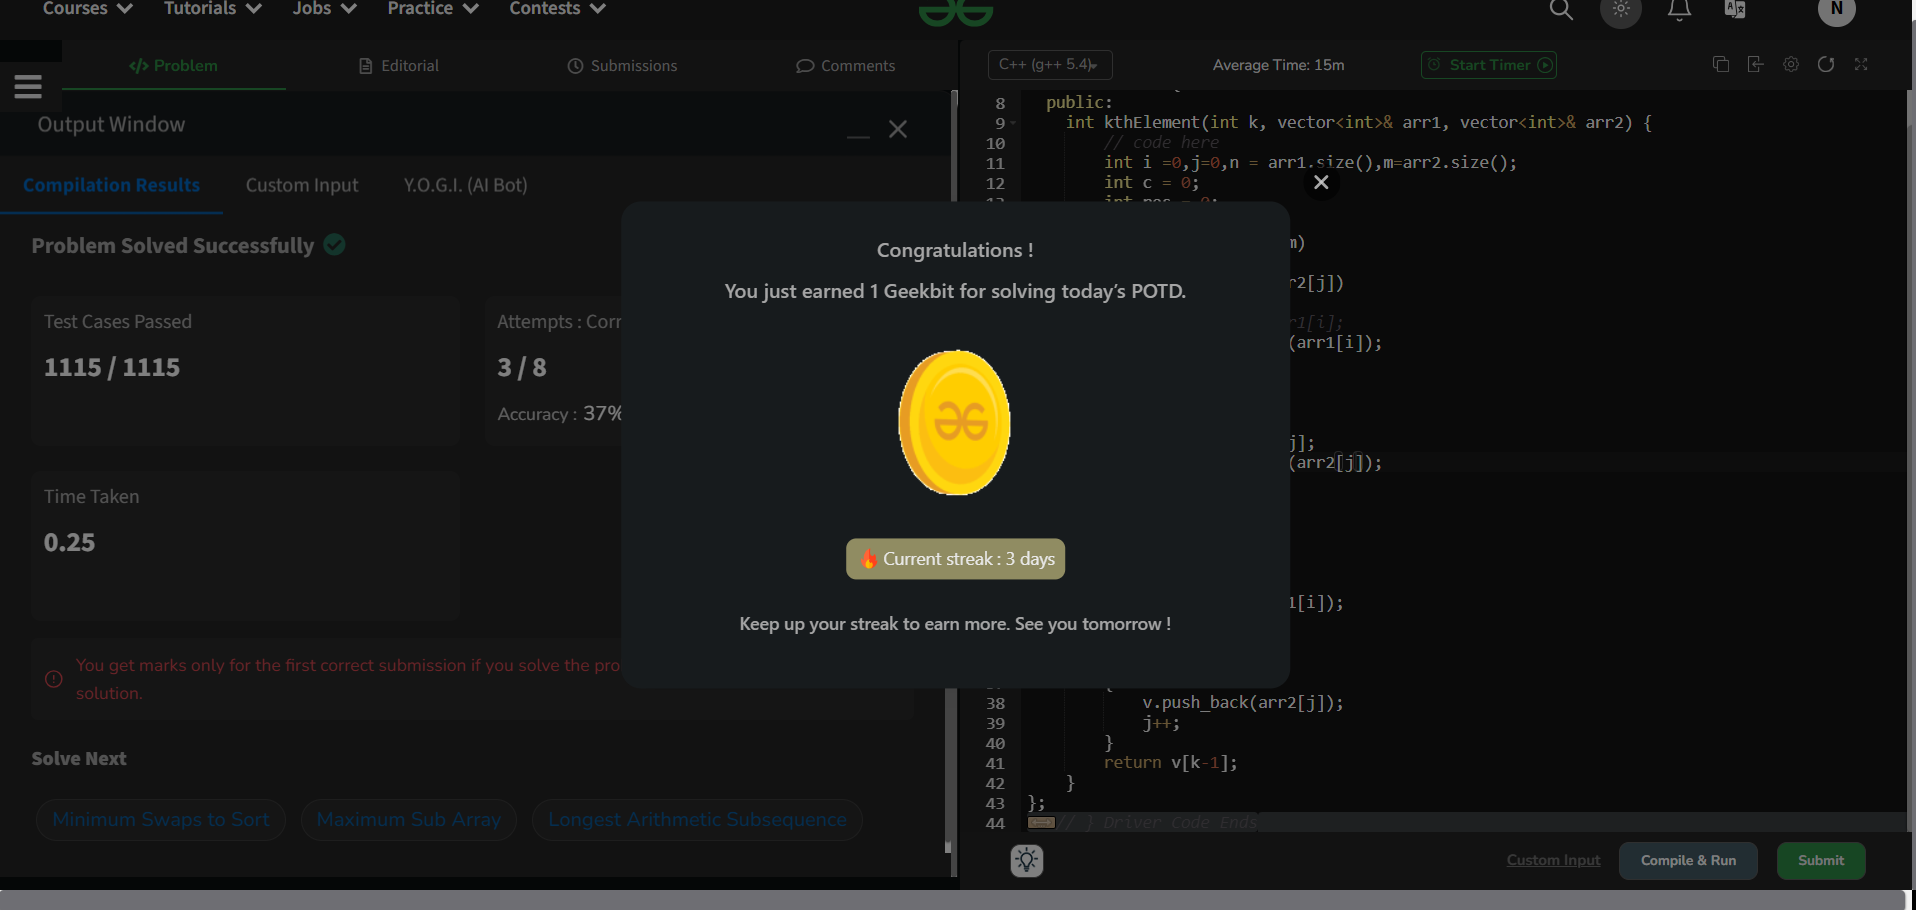 Courses Tutorials Jobs Practice Contests
N
Problem Editorial Submissions Comments
Output Window
Compilation Results Custom Input Y.O.G.I. (AI Bot)
Problem Solved Successfully
Test Cases Passed
1115 / 1115
Attempts : Corr
3 / 8
Accuracy : 37%
Time Taken
0.25
You get marks only for the first correct submission if you solve the pro
solution.
Solve Next
Minimum Swaps to Sort Maximum Sub Array Longest Arithmetic Subsequence
Congratulations !
You just earned 1 Geekbit for solving today's POTD.
Current streak : 3 days
Keep up your streak to earn more. See you tomorrow !
C++ (g++ 5.4) Average Time: 15m Start Timer
8 public:
9 int kthElement(int k, vector<int>& arr1, vector<int>& arr2) {
10 // code here
11 int i =0,j=0,n = arr1.size(),m=arr2.size();
12 int c = 0;
m)
r2[j])
r1[i];
(arr1[i]);
j];
(arr2[j]);
1[i]);
38 v.push_back(arr2[j]);
39 j++;
40 }
41 return v[k-1];
42 }
43 };
44 // } Driver Code Ends
Custom Input Compile & Run Submit